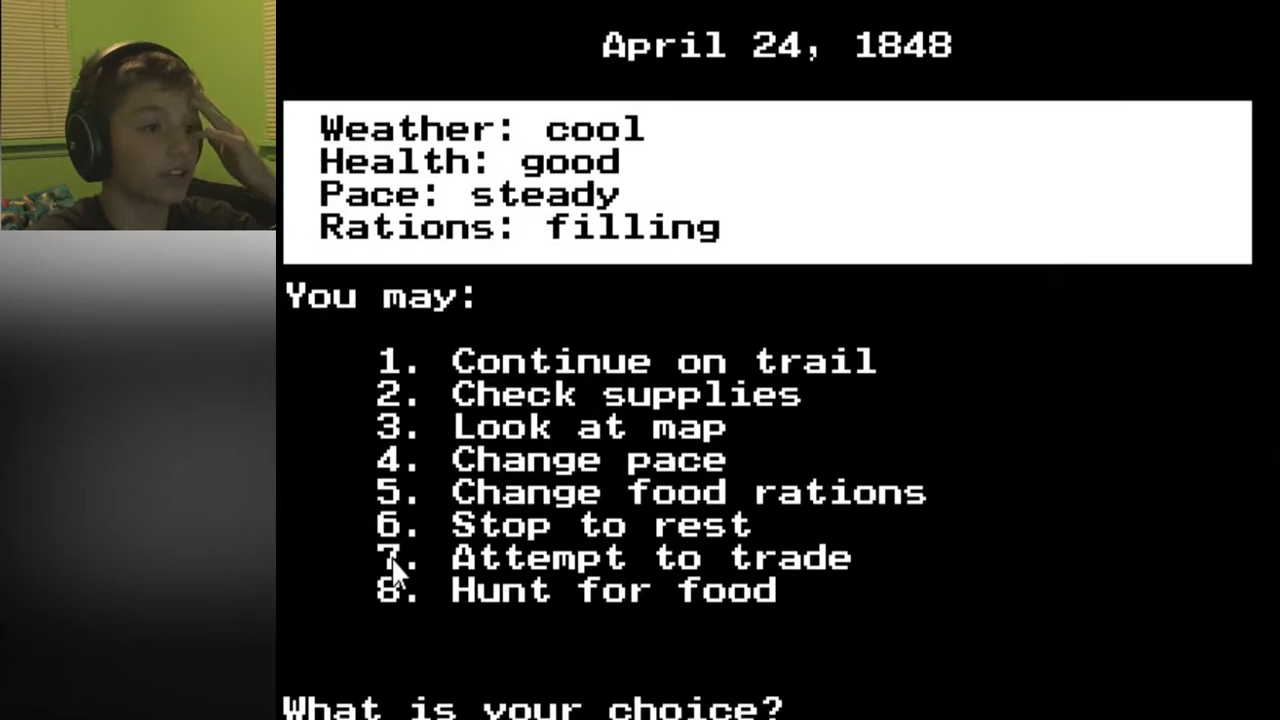 April 24, 1848
Weather: cool
Health: good
Pace: steady
Rations: filling
You may:
1. Continue on trail
2. Check supplies
3. Look at map
4. Change pace
5. Change food rations
6. Stop to rest
7. Attempt to trade
8. Hunt for food
What is your choice?